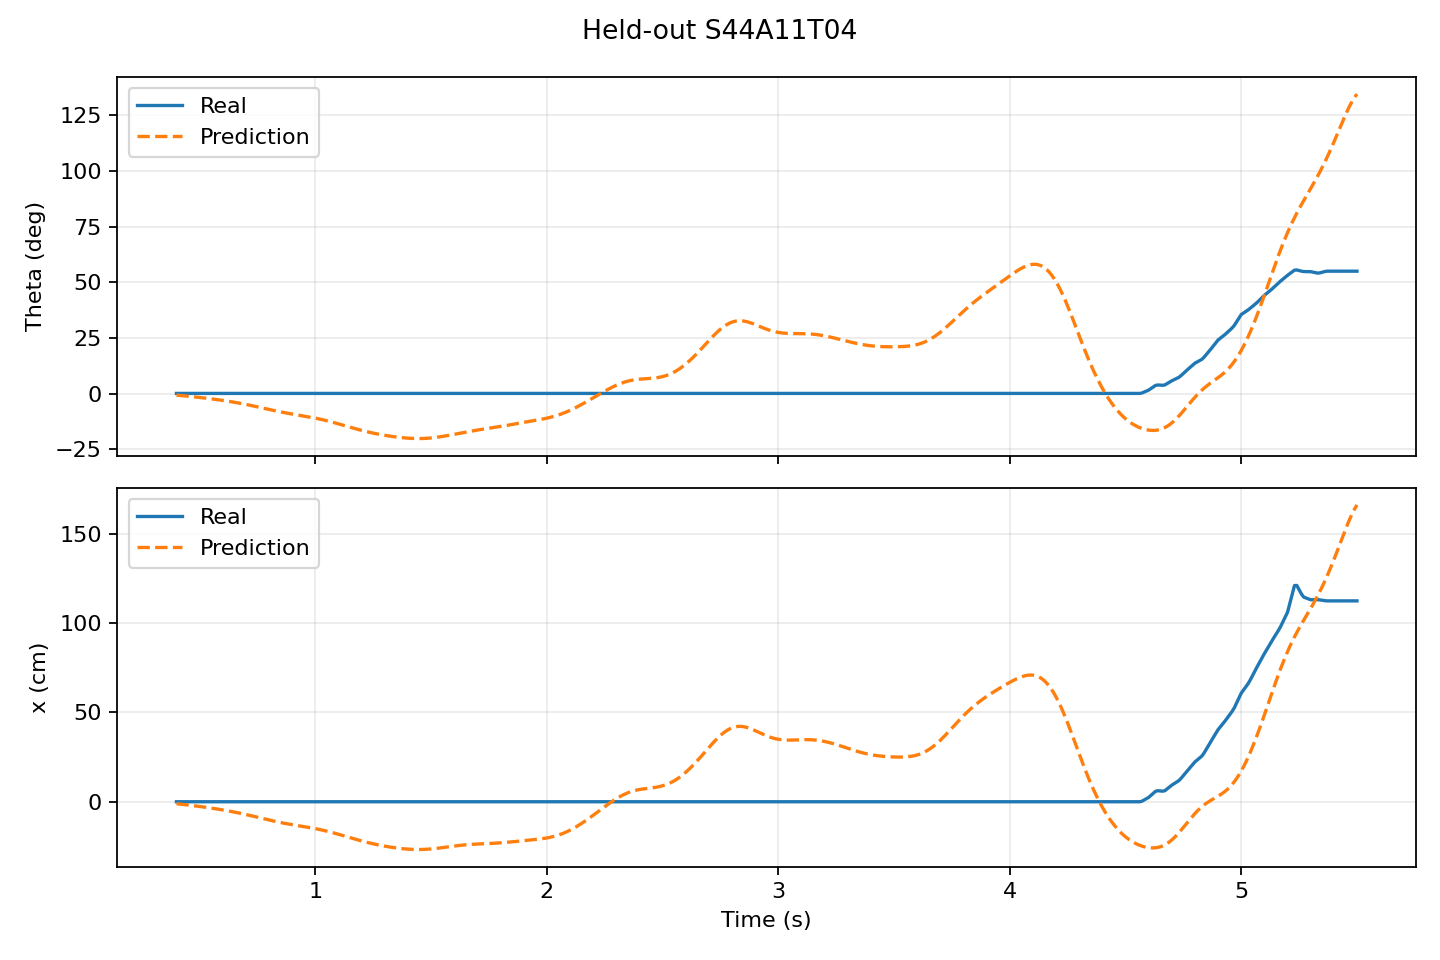 Held-out S44A11T04
Real
Prediction
125
100
75
50
25
0
−25
Theta (deg)
Real
Prediction
150
100
50
0
x (cm)
1 2 3 4 5
Time (s)